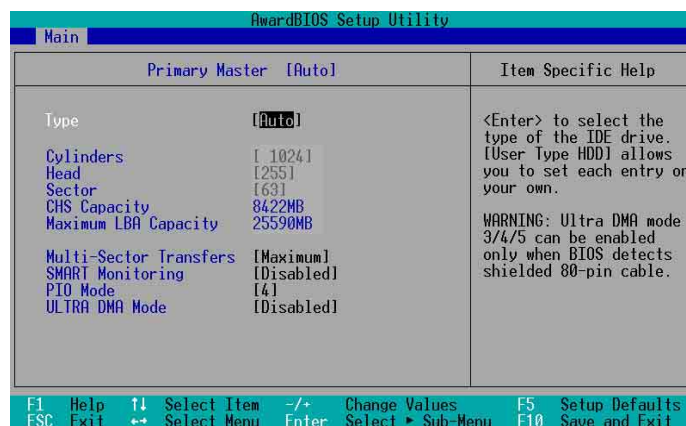 AwardBIOS Setup Utility
Main
Primary Master [Auto]
Item Specific Help
Type [Auto]
Cylinders [ 1024]
Head [255]
Sector [63]
CHS Capacity 8422MB
Maximum LBA Capacity 25590MB
Multi-Sector Transfers [Maximum]
SMART Monitoring [Disabled]
PIO Mode [4]
ULTRA DMA Mode [Disabled]
<Enter> to select the
type of the IDE drive.
[User Type HDD] allows
you to set each entry on
your own.
WARNING: Ultra DMA mode
3/4/5 can be enabled
only when BIOS detects
shielded 80-pin cable.
F1 Help ↑↓ Select Item -/+ Change Values F5 Setup Defaults
ESC Exit ↔ Select Menu Enter Select ► Sub-Menu F10 Save and Exit